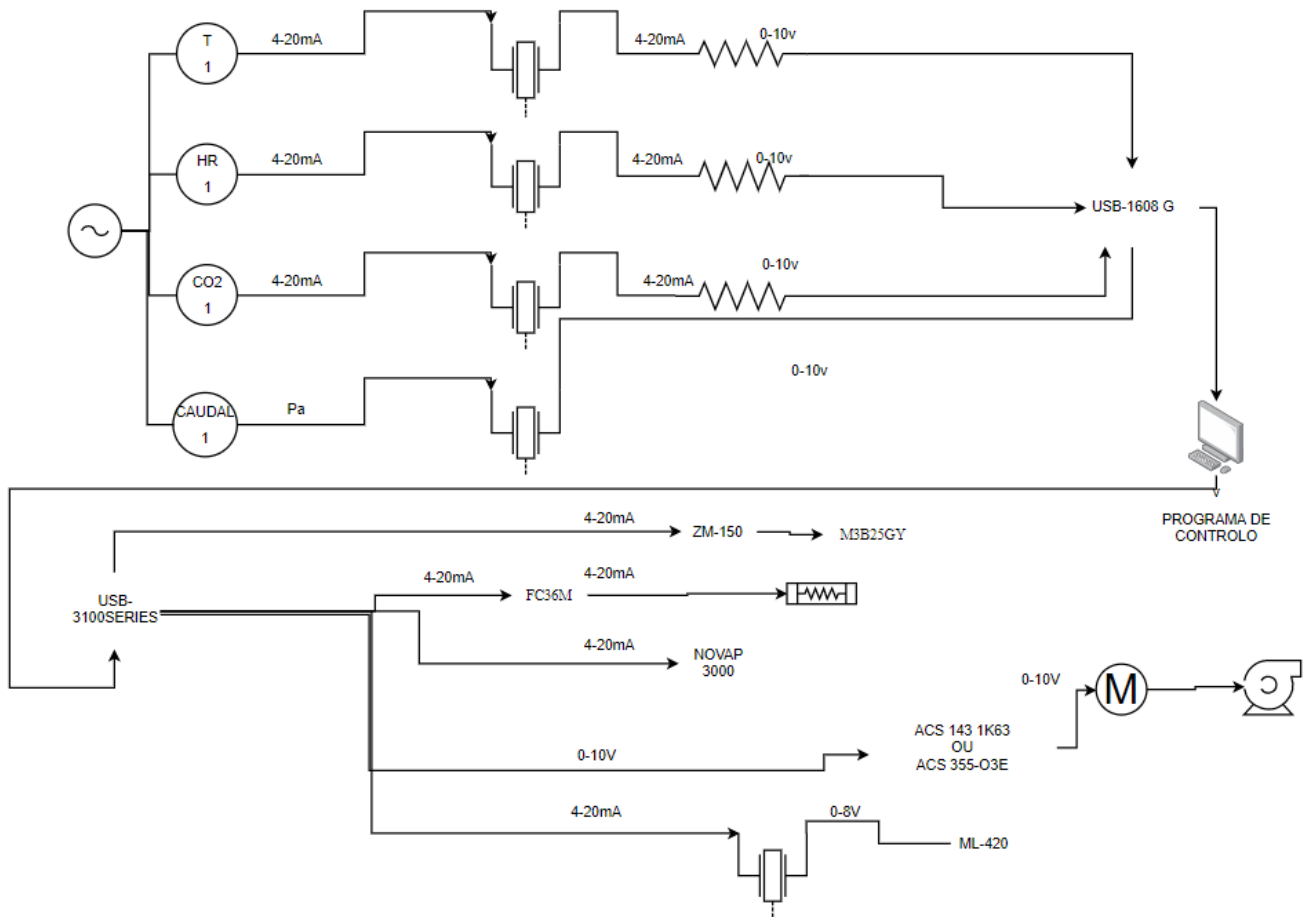 T
1
4-20mA
4-20mA
0-10v
HR
1
4-20mA
4-20mA
0-10v
USB-1608 G
CO2
1
4-20mA
4-20mA
0-10v
0-10v
CAUDAL
1
Pa
PROGRAMA DE
CONTROLO
4-20mA
ZM-150
M3B25GY
USB-
3100SERIES
4-20mA
FC36M
4-20mA
4-20mA
NOVAP
3000
0-10V
ACS 143 1K63
OU
ACS 355-O3E
0-10V
M
4-20mA
0-8V
ML-420